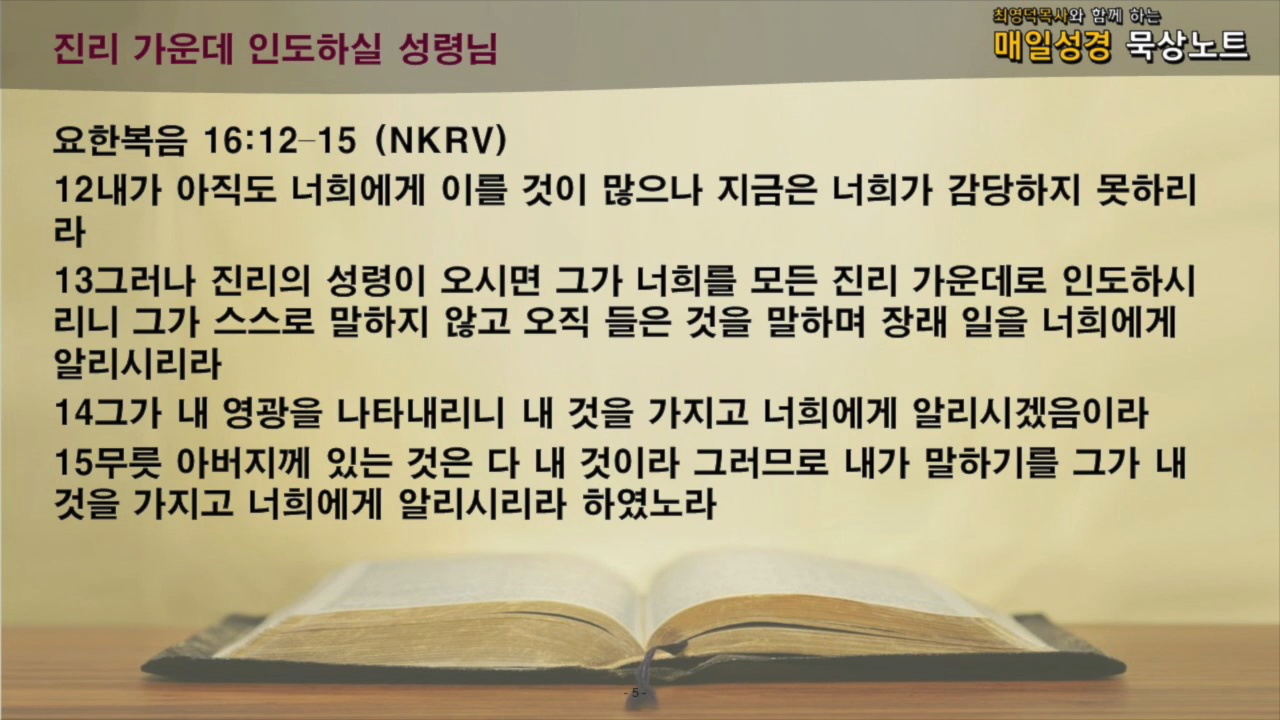 진리 가운데 인도하실 성령님
최영덕목사와 함께 하는
매일성경 묵상노트
요한복음 16:12-15 (NKRV)
12내가 아직도 너희에게 이를 것이 많으나 지금은 너희가 감당하지 못하리
라
13그러나 진리의 성령이 오시면 그가 너희를 모든 진리 가운데로 인도하시
리니 그가 스스로 말하지 않고 오직 들은 것을 말하며 장래 일을 너희에게
알리시리라
14그가 내 영광을 나타내리니 내 것을 가지고 너희에게 알리시겠음이라
15무릇 아버지께 있는 것은 다 내 것이라 그러므로 내가 말하기를 그가 내
것을 가지고 너희에게 알리시리라 하였노라
- 5 -